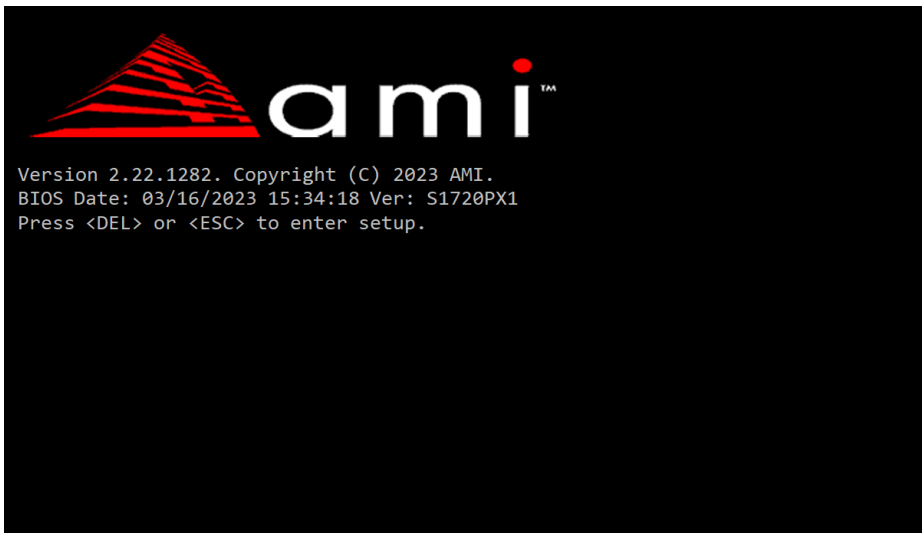 ami™
Version 2.22.1282. Copyright (C) 2023 AMI.
BIOS Date: 03/16/2023 15:34:18 Ver: S1720PX1
Press <DEL> or <ESC> to enter setup.